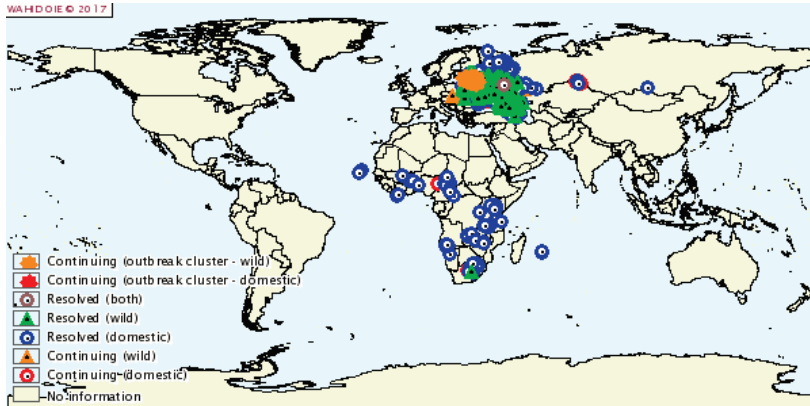 WAHIDOIE © 2017
Continuing (outbreak cluster - wild)
Continuing (outbreak cluster - domestic)
Resolved (both)
Resolved (wild)
Resolved (domestic)
Continuing (wild)
Continuing (domestic)
No information